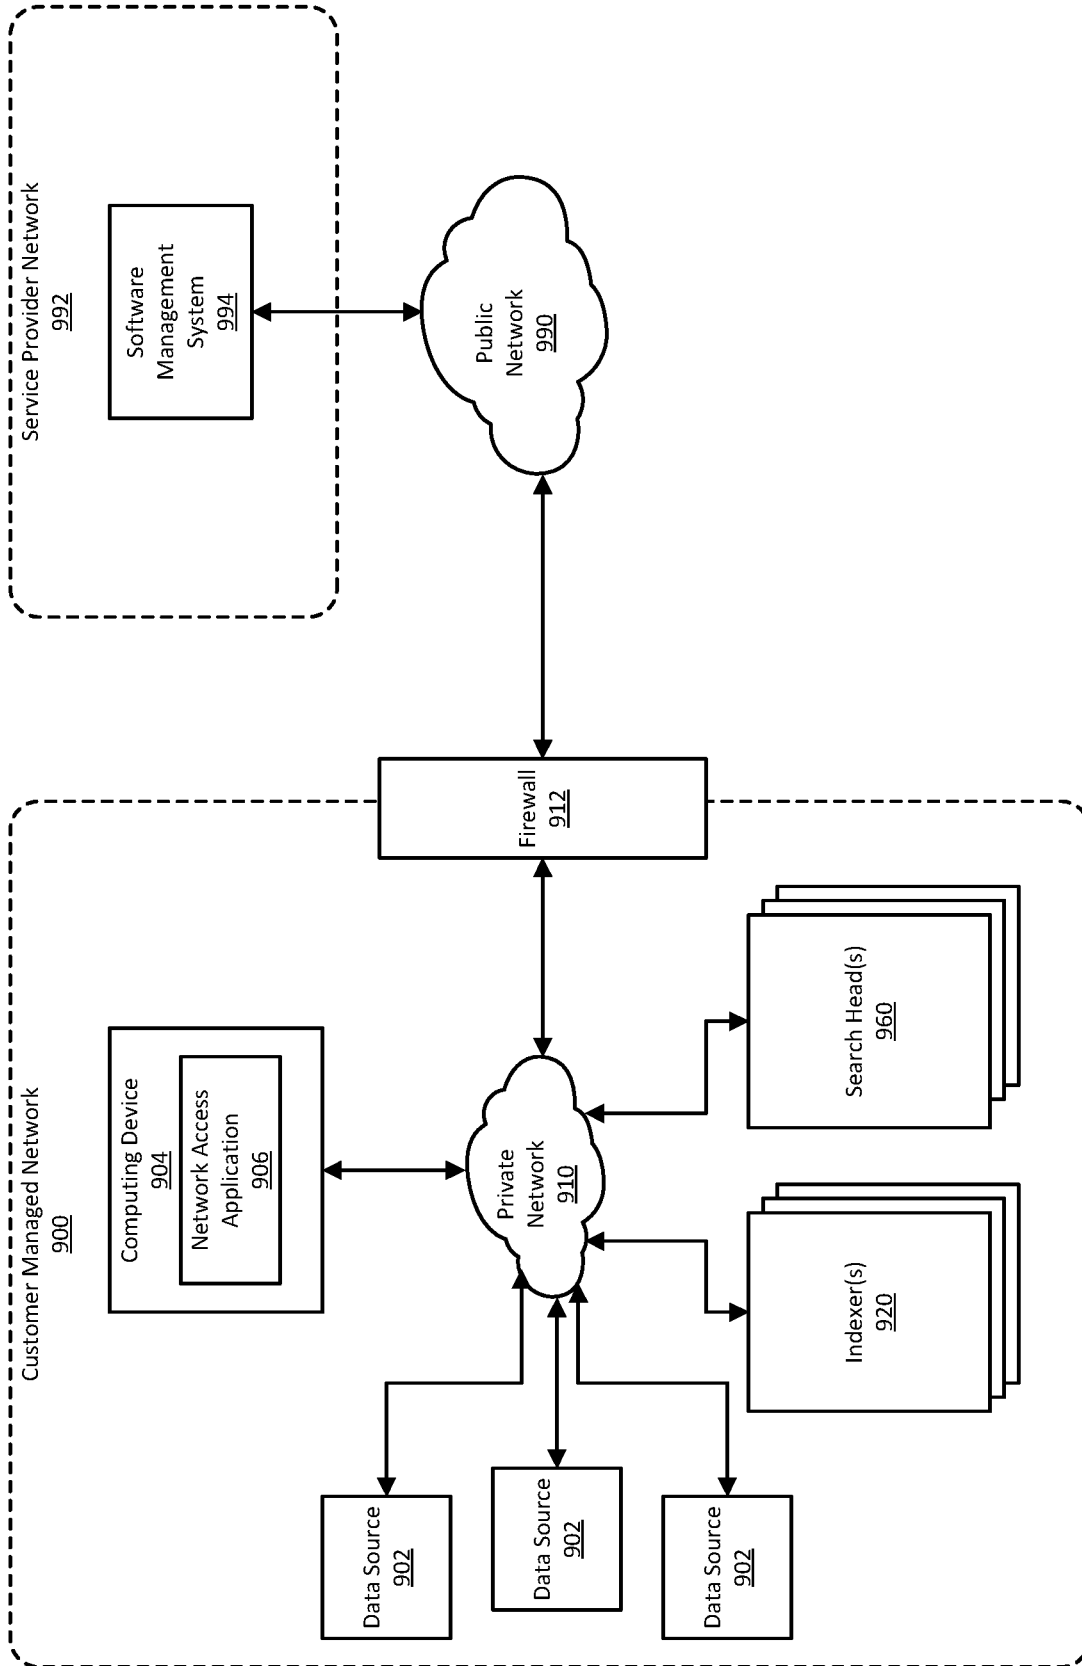 Customer Managed Network
900
Computing Device
904
Network Access
Application
906
Data Source
902
Data Source
902
Data Source
902
Private
Network
910
Indexer(s)
920
Search Head(s)
960
Firewall
912
Public
Network
990
Service Provider Network
992
Software
Management
System
994